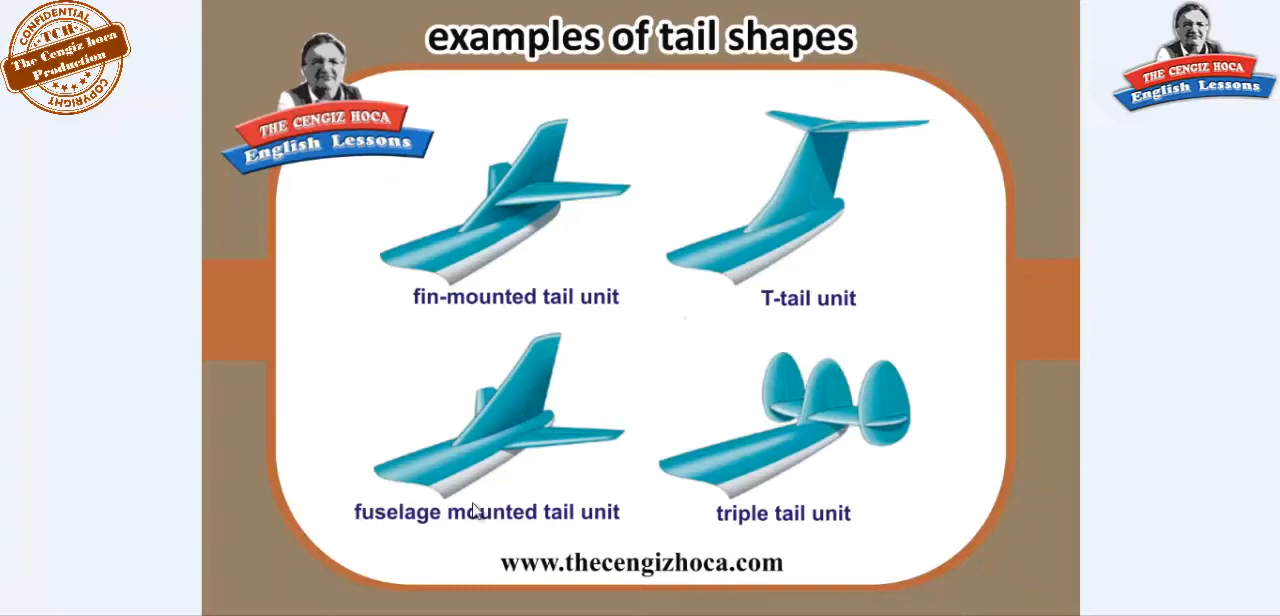 CONFIDENTIAL
TCH
The Cengiz hoca
Production
COPYRIGHT
examples of tail shapes
THE CENGIZ HOCA
English Lessons
THE CENGIZ HOCA
English Lessons
fin-mounted tail unit
T-tail unit
fuselage mounted tail unit
triple tail unit
www.thecengizhoca.com